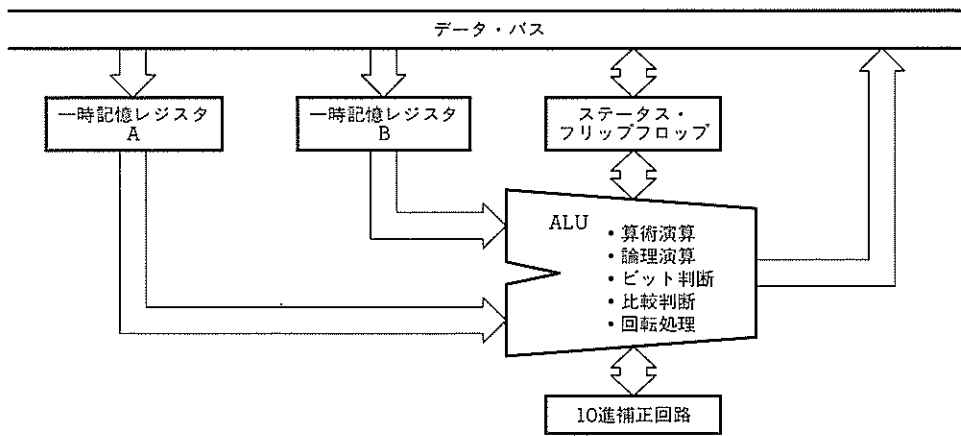 データ・バス
一時記憶レジスタ
A
一時記憶レジスタ
B
ステータス・
フリップフロップ
ALU
・算術演算
・論理演算
・ビット判断
・比較判断
・回転処理
10進補正回路